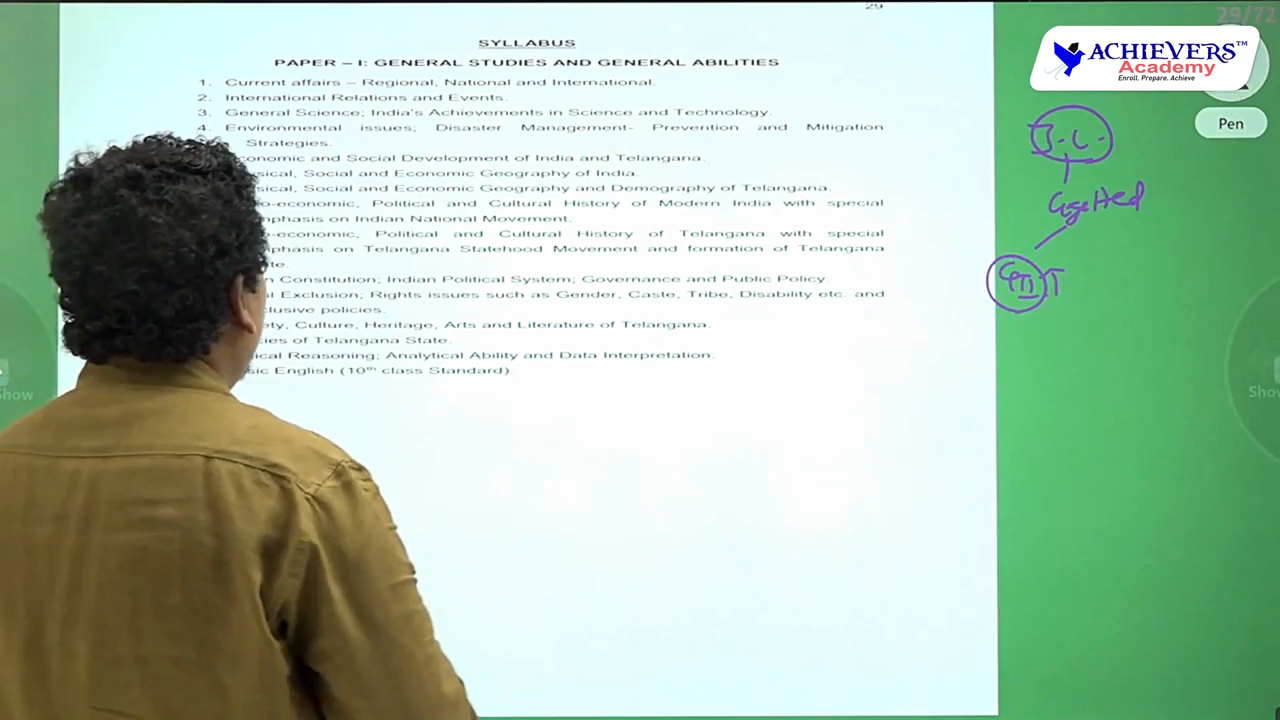 29
29/72
ACHIEVERS™
Academy
Enroll. Prepare. Achieve
Pen
SYLLABUS
PAPER – I: GENERAL STUDIES AND GENERAL ABILITIES
1. Current affairs – Regional, National and International.
2. International Relations and Events.
3. General Science; India's Achievements in Science and Technology.
4. Environmental issues; Disaster Management- Prevention and Mitigation
Strategies.
conomic and Social Development of India and Telangana.
sical, Social and Economic Geography of India.
sical, Social and Economic Geography and Demography of Telangana.
o-economic, Political and Cultural History of Modern India with special
mphasis on Indian National Movement.
o-economic, Political and Cultural History of Telangana with special
mphasis on Telangana Statehood Movement and formation of Telangana
te.
n Constitution; Indian Political System; Governance and Public Policy.
l Exclusion; Rights issues such as Gender, Caste, Tribe, Disability etc. and
clusive policies.
ety, Culture, Heritage, Arts and Literature of Telangana.
cies of Telangana State.
ical Reasoning; Analytical Ability and Data Interpretation.
sic English (10th class Standard).
J.L.
Show
Show